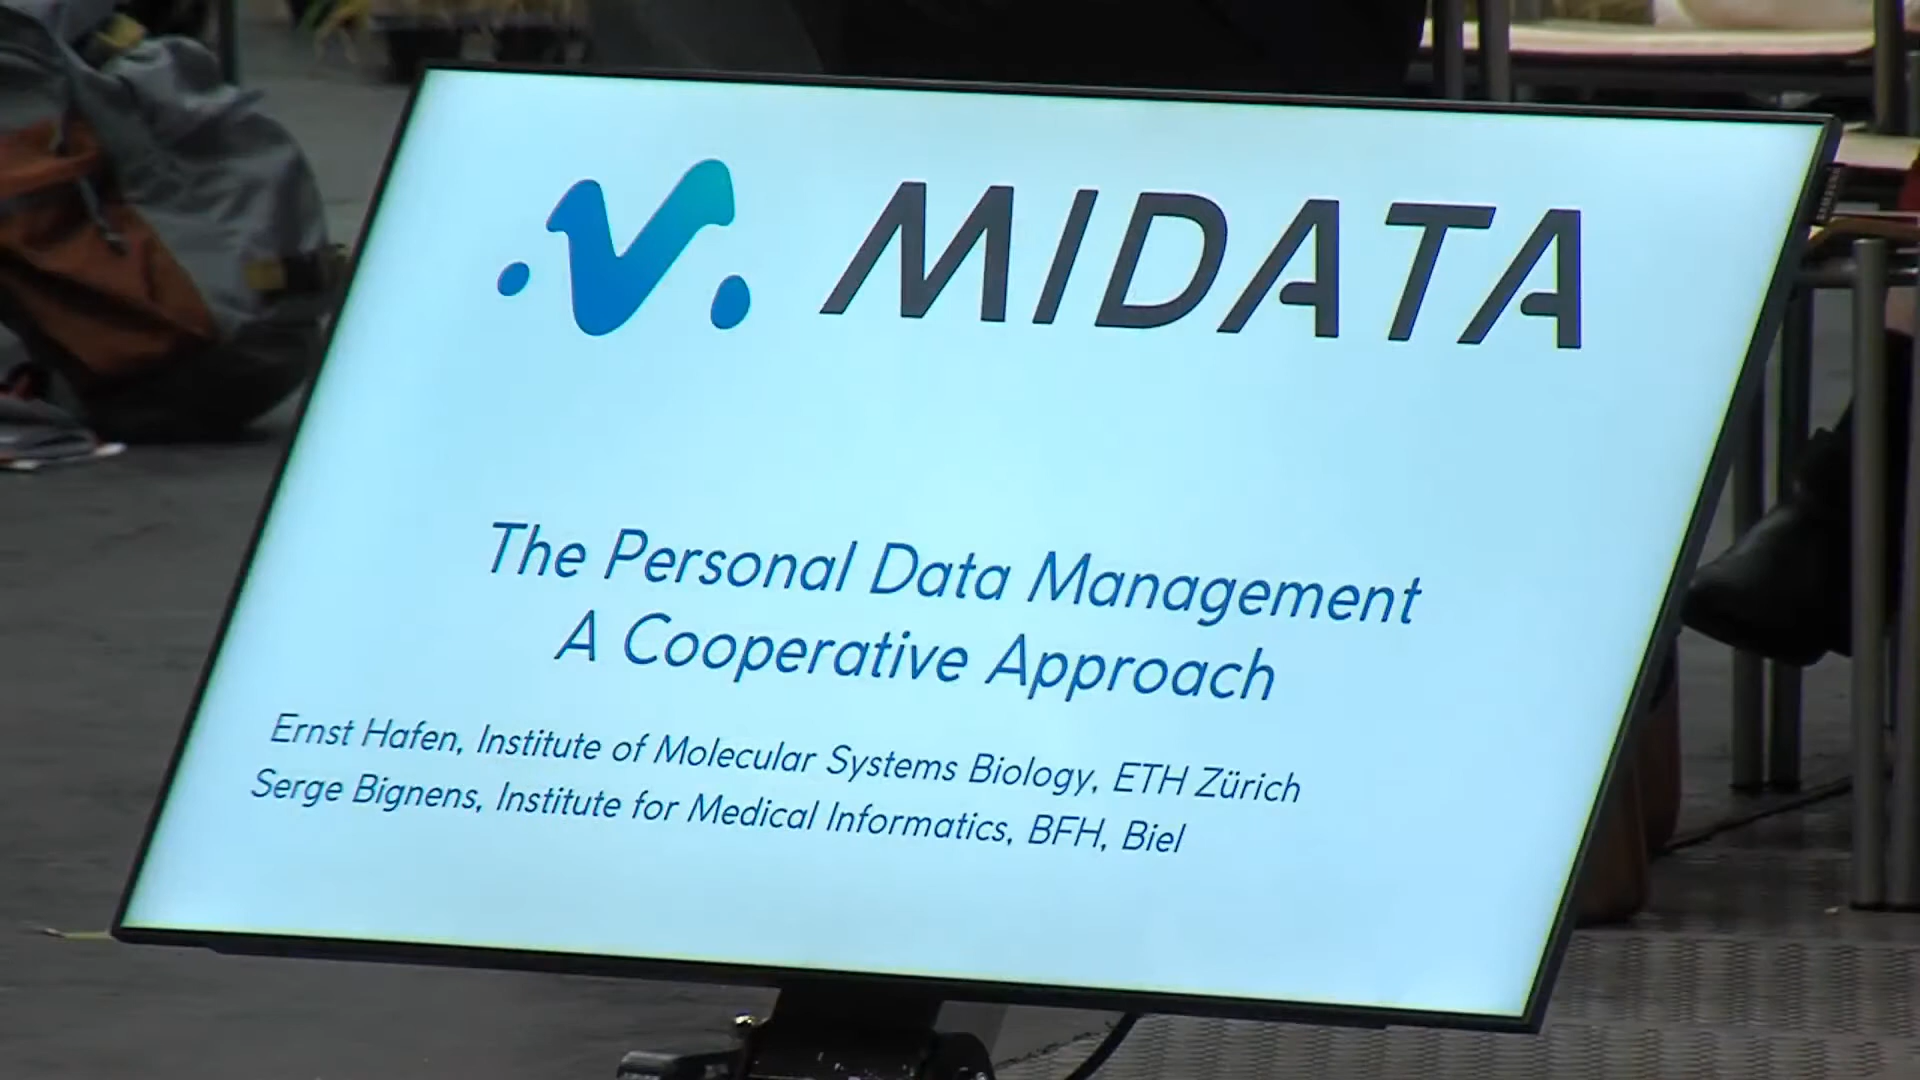 MIDATA
The Personal Data Management
A Cooperative Approach
Ernst Hafen, Institute of Molecular Systems Biology, ETH Zürich
Serge Bignens, Institute for Medical Informatics, BFH, Biel
SAMSUNG